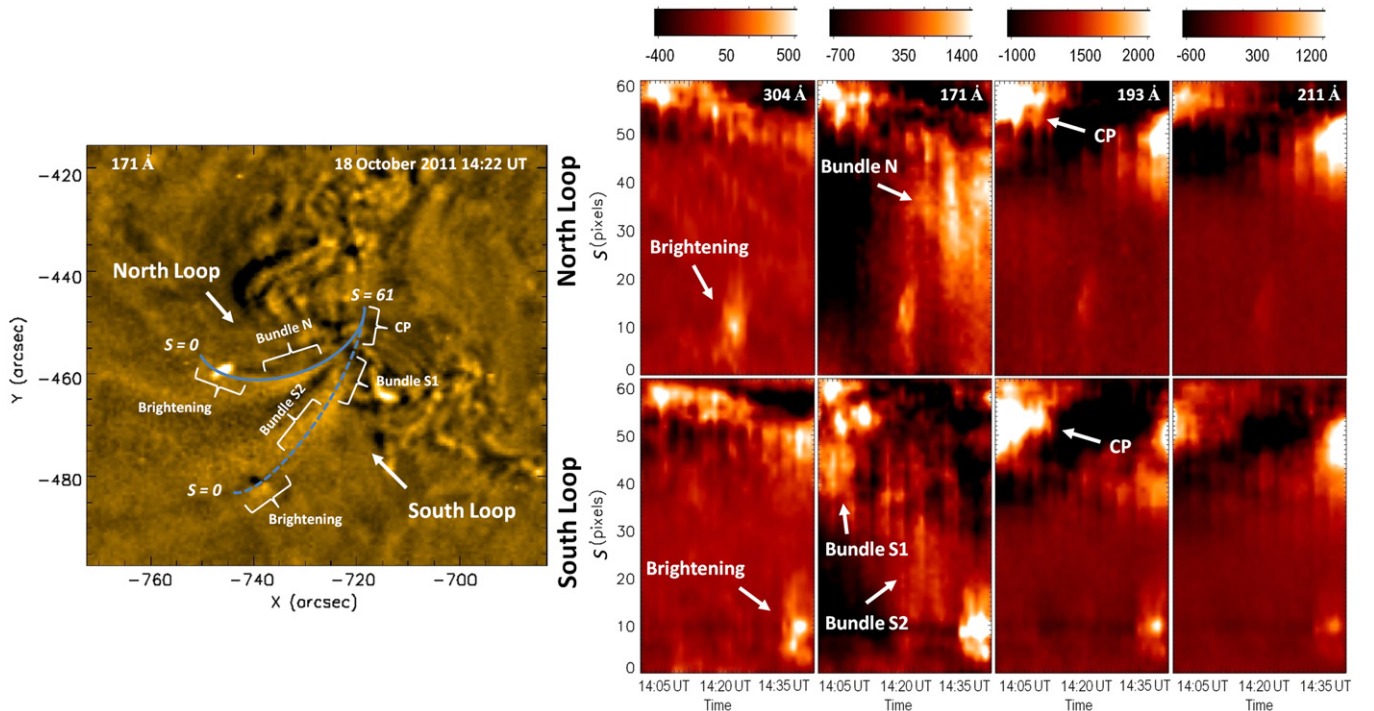 -400 50 500
-700 350 1400
-1000 1500 2000
-600 300 1200
171 Å 18 October 2011 14:22 UT
-420
-440
-460
-480
Y (arcsec)
-760 -740 -720 -700
X (arcsec)
North Loop
S = 61
CP
Bundle N
S = 0
Brightening
Bundle S1
Bundle S2
S = 0
Brightening
South Loop
North Loop
South Loop
60
50
40
30
20
10
0
S(pixels)
304 Å
Brightening
171 Å
Bundle N
193 Å
CP
211 Å
60
50
40
30
20
10
0
S(pixels)
Brightening
Bundle S1
Bundle S2
CP
14:05 UT 14:20 UT 14:35 UT
Time
14:05 UT 14:20 UT 14:35 UT
Time
14:05 UT 14:20 UT 14:35 UT
Time
14:05 UT 14:20 UT 14:35 UT
Time